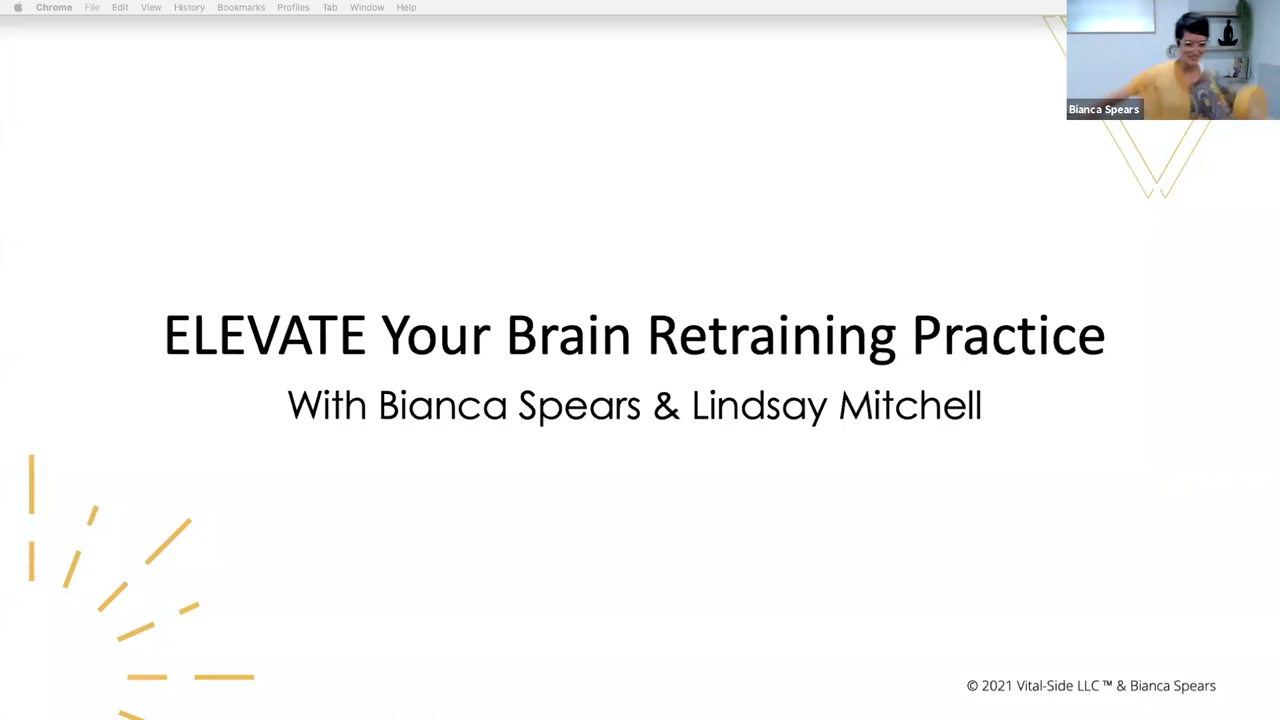 Chrome File Edit View History Bookmarks Profiles Tab Window Help
Bianca Spears
ELEVATE Your Brain Retraining Practice
With Bianca Spears & Lindsay Mitchell
© 2021 Vital-Side LLC ™ & Bianca Spears